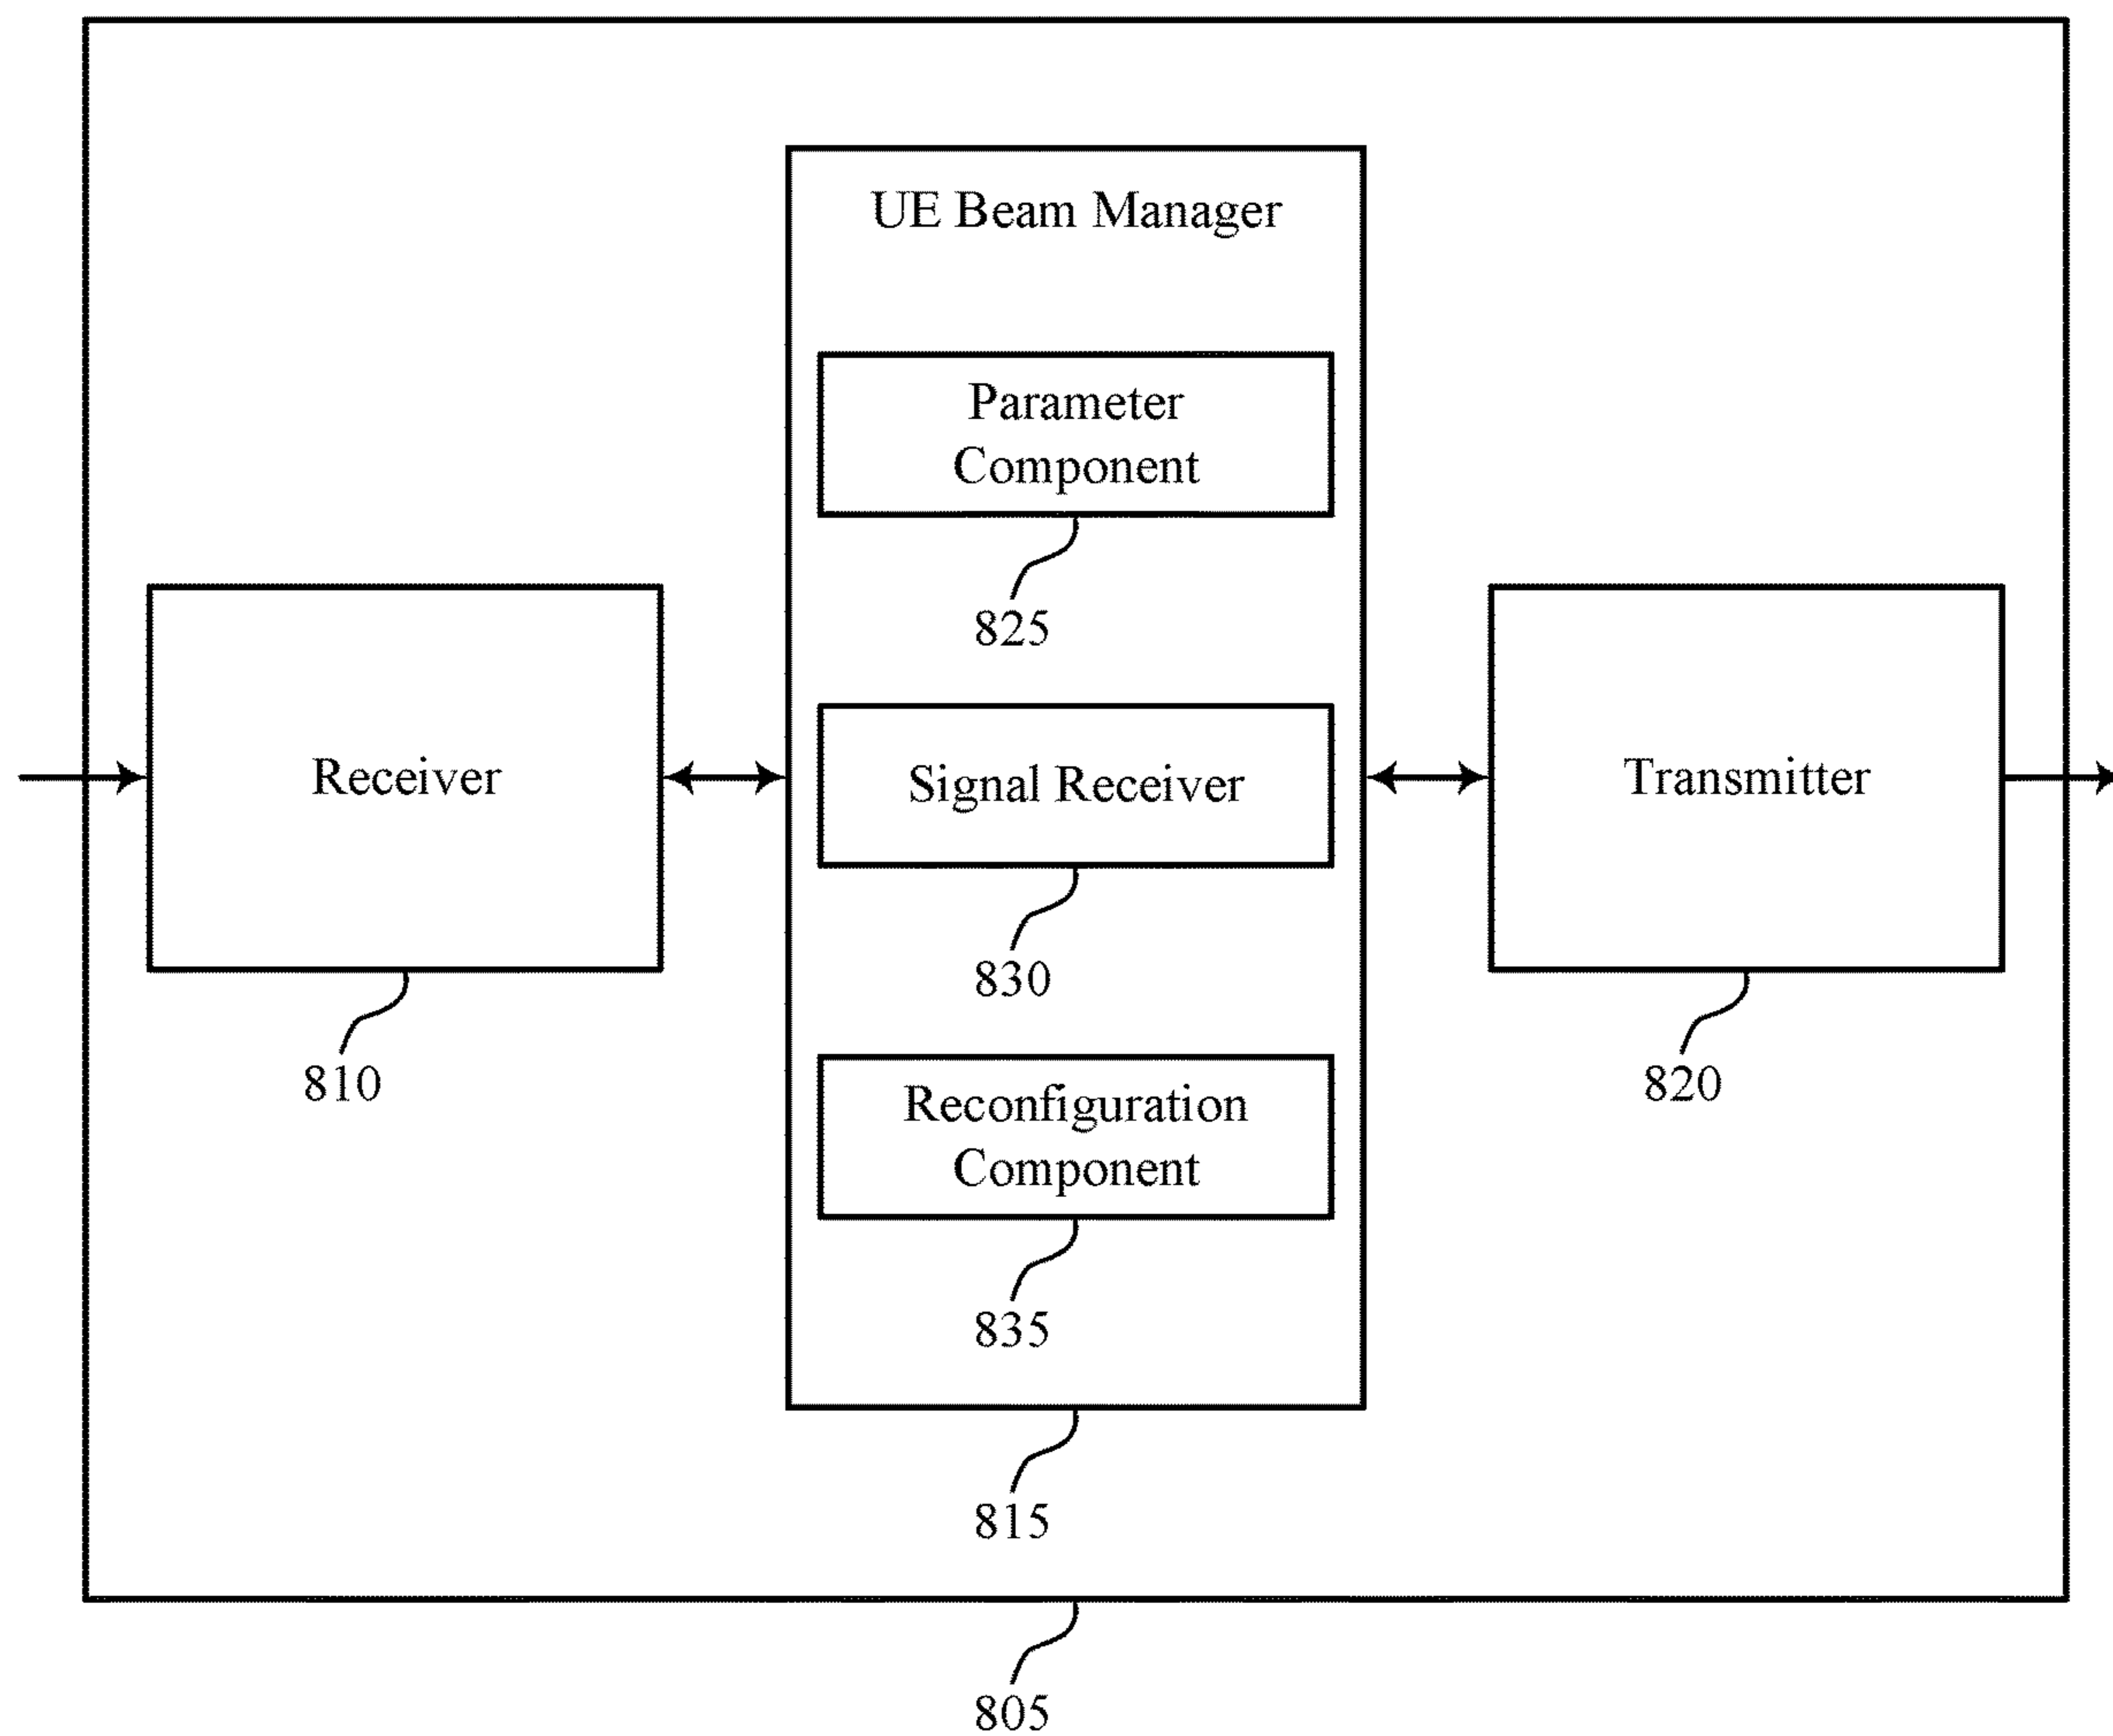 UE Beam Manager
Parameter
Component
825
Receiver
Signal Receiver
Transmitter
830
810
820
Reconfiguration
Component
835
815
805